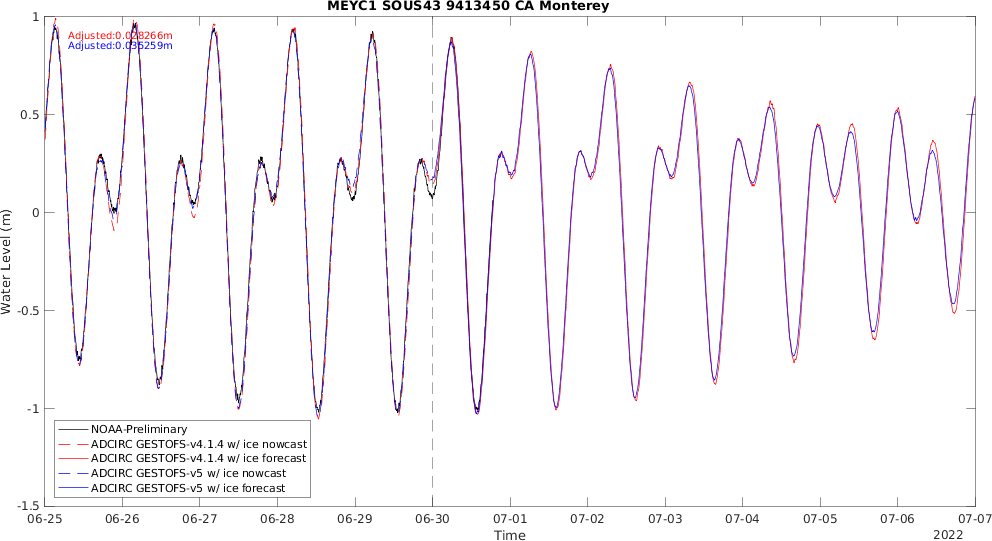 MEYC1 SOUS43 9413450 CA Monterey
Adjusted:0.028266m
Adjusted:0.035259m
1
0.5
0
-0.5
-1
-1.5
Water Level (m)
NOAA-Preliminary
ADCIRC GESTOFS-v4.1.4 w/ ice nowcast
ADCIRC GESTOFS-v4.1.4 w/ ice forecast
ADCIRC GESTOFS-v5 w/ ice nowcast
ADCIRC GESTOFS-v5 w/ ice forecast
06-25 06-26 06-27 06-28 06-29 06-30 07-01 07-02 07-03 07-04 07-05 07-06 07-07
Time
2022